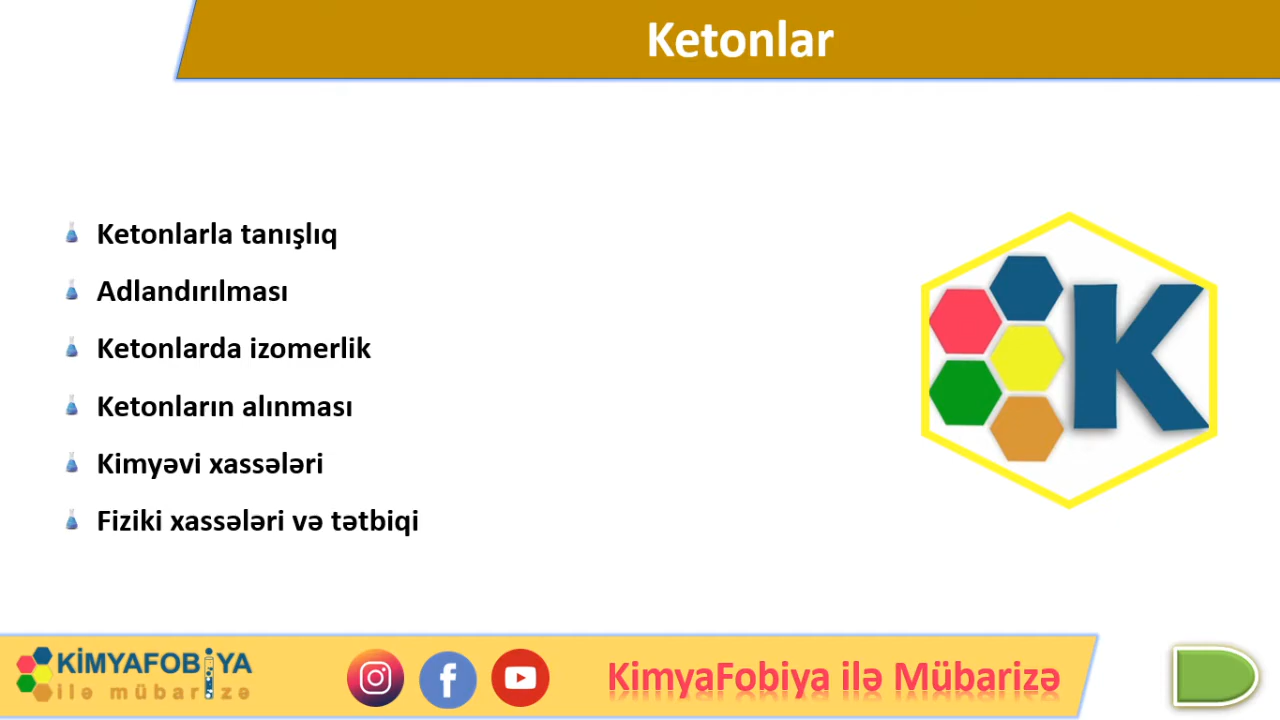 Ketonlar
Ketonlarla tanışlıq
Adlandırılması
Ketonlarda izomerlik
Ketonların alınması
Kimyəvi xassələri
Fiziki xassələri və tətbiqi
K
KİMYAFOBİYA
ilə mübarizə
KimyaFobiya ilə Mübarizə